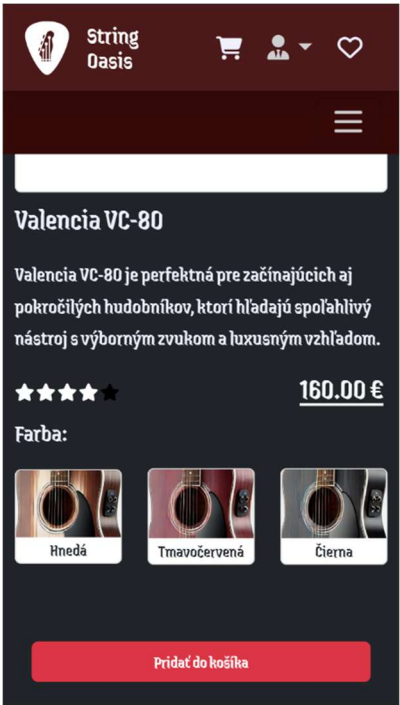 String
Oasis
Valencia VC-80
Valencia VC-80 je perfektná pre začínajúcich aj
pokročilých hudobníkov, ktorí hľadajú spoľahlivý
nástroj s výborným zvukom a luxusným vzhľadom.
160.00 €
Farba:
Hnedá Tmavočervená Čierna
Pridať do košíka